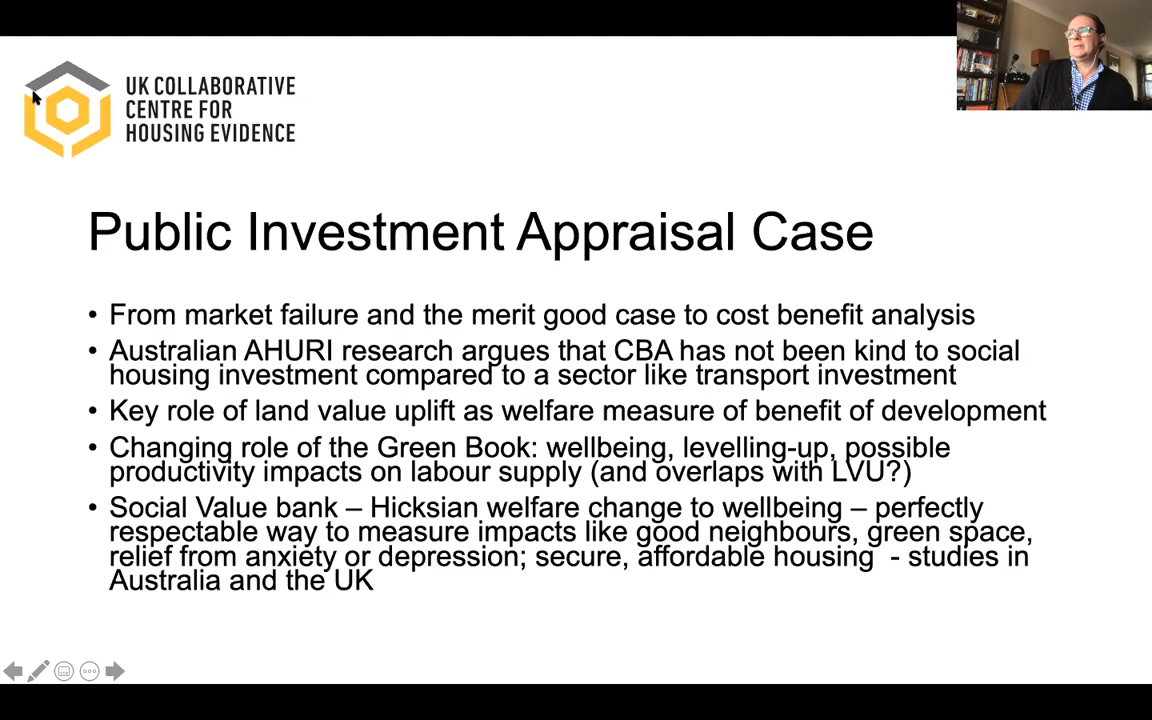 UK COLLABORATIVE
CENTRE FOR
HOUSING EVIDENCE
Public Investment Appraisal Case
• From market failure and the merit good case to cost benefit analysis
• Australian AHURI research argues that CBA has not been kind to social
housing investment compared to a sector like transport investment
• Key role of land value uplift as welfare measure of benefit of development
• Changing role of the Green Book: wellbeing, levelling-up, possible
productivity impacts on labour supply (and overlaps with LVU?)
• Social Value bank – Hicksian welfare change to wellbeing – perfectly
respectable way to measure impacts like good neighbours, green space,
relief from anxiety or depression; secure, affordable housing  - studies in
Australia and the UK